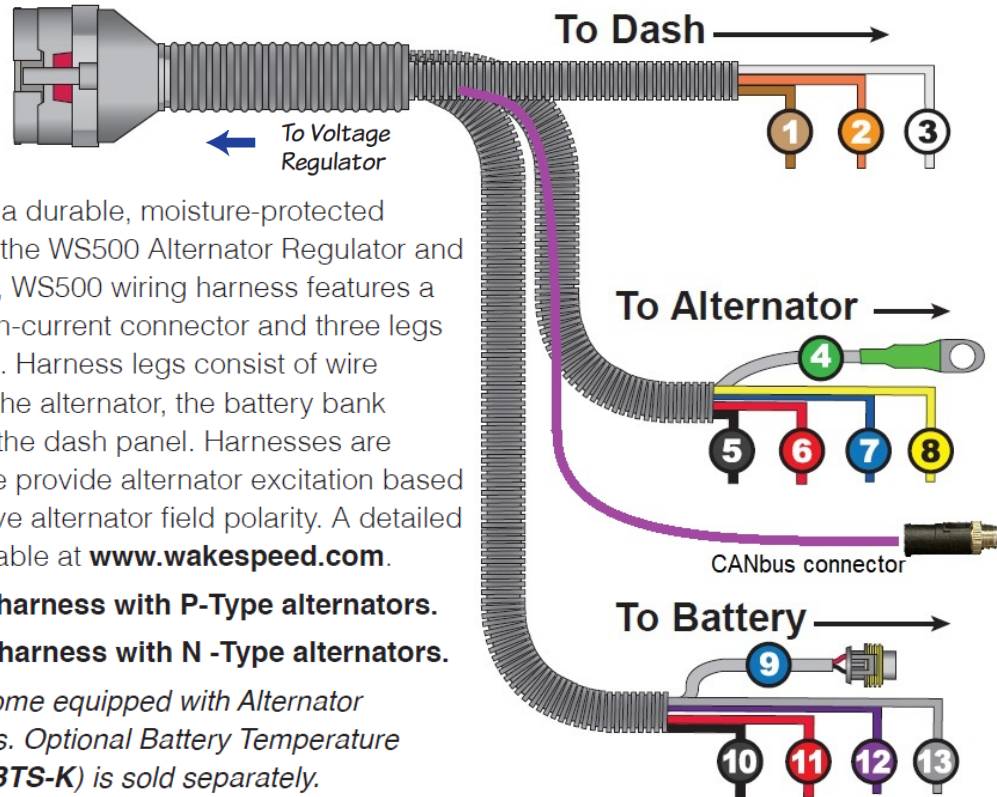 To Dash
1 2 3
To Voltage
Regulator
a durable, moisture-protected
the WS500 Alternator Regulator and
, WS500 wiring harness features a
-current connector and three legs
. Harness legs consist of wire
he alternator, the battery bank
the dash panel. Harnesses are
e provide alternator excitation based
ve alternator field polarity. A detailed
able at www.wakespeed.com.
harness with P-Type alternators.
harness with N -Type alternators.
ome equipped with Alternator
s. Optional Battery Temperature
BTS-K) is sold separately.
To Alternator
4
5 6 7 8
CANbus connector
To Battery
9
10 11 12 13